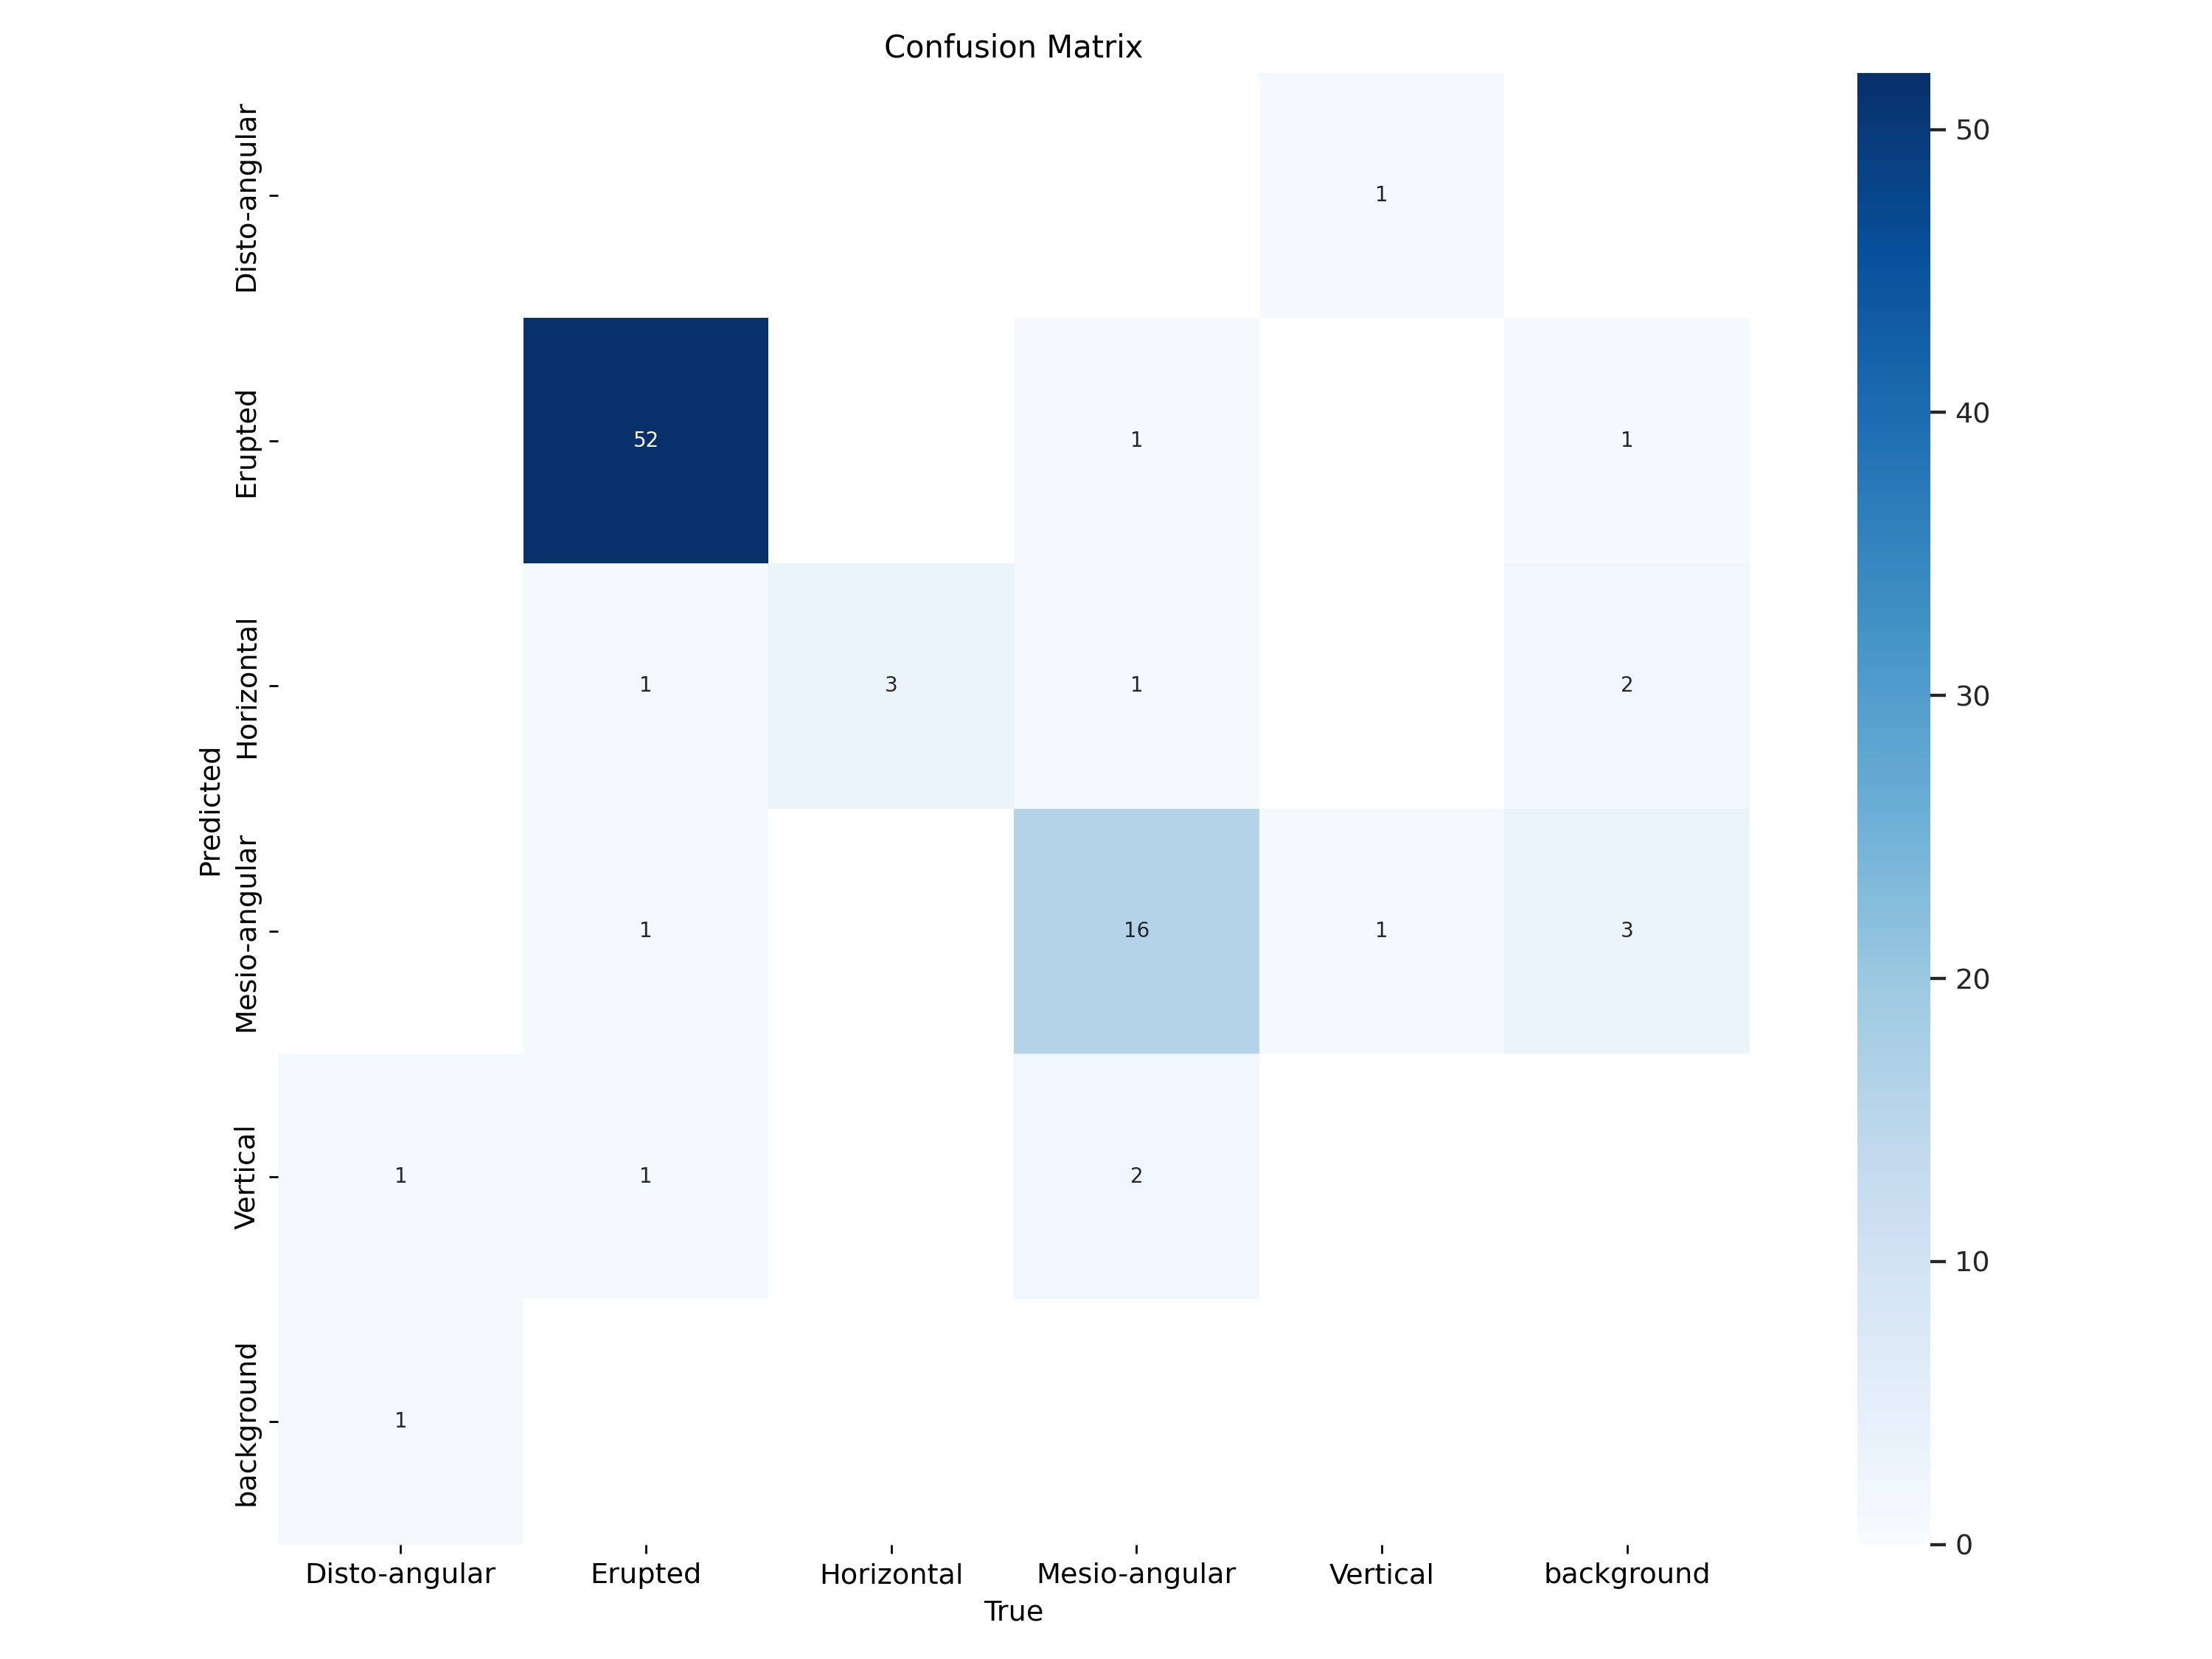 Confusion Matrix
Predicted
Disto-angular
1
Erupted
52 1 1
Horizontal
1 3 1 2
Mesio-angular
1 16 1 3
Vertical
1 1 2
background
1
Disto-angular Erupted Horizontal Mesio-angular Vertical background
True
50
40
30
20
10
0